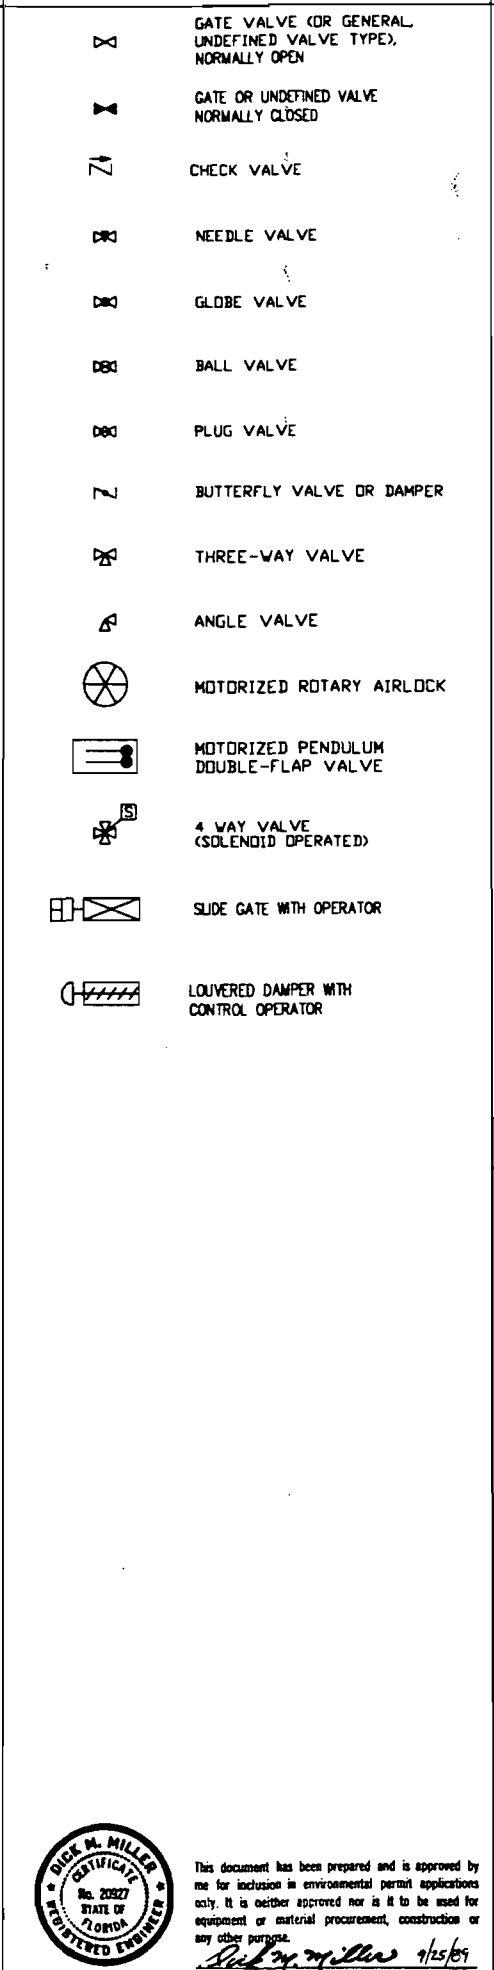 GATE VALVE (OR GENERAL,
UNDEFINED VALVE TYPE),
NORMALLY OPEN
GATE OR UNDEFINED VALVE
NORMALLY CLOSED
CHECK VALVE
NEEDLE VALVE
GLOBE VALVE
BALL VALVE
PLUG VALVE
BUTTERFLY VALVE OR DAMPER
THREE-WAY VALVE
ANGLE VALVE
MOTORIZED ROTARY AIRLOCK
MOTORIZED PENDULUM
DOUBLE-FLAP VALVE
S
4 WAY VALVE
(SOLENOID OPERATED)
SLIDE GATE WITH OPERATOR
LOUVERED DAMPER WITH
CONTROL OPERATOR
DICK M. MILLER
CERTIFICATE
No. 20927
STATE OF
FLORIDA
REGISTERED ENGINEER
This document has been prepared and is approved by
me for inclusion in environmental permit applications
only. It is neither approved nor is it to be used for
equipment or material procurement, construction or
any other purpose.
Dick M. Miller 9/25/89